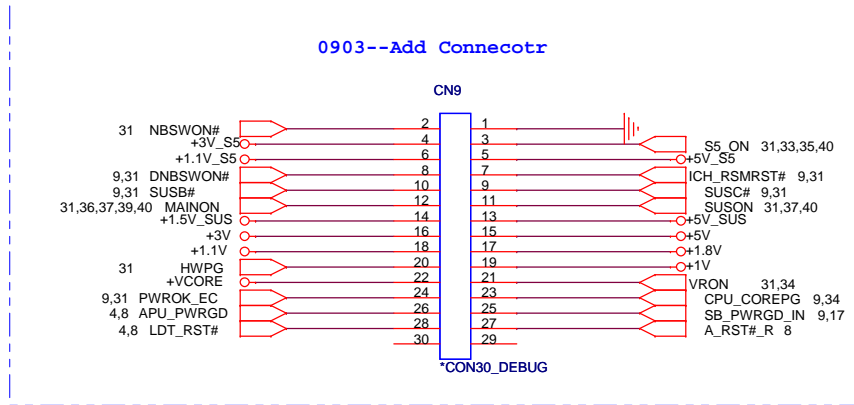 0903--Add Connecotr
CN9
31 NBSWON# 2 1
+3V_S5 4 3 S5_ON 31,33,35,40
+1.1V_S5 6 5 +5V_S5
9,31 DNBSWON# 8 7 ICH_RSMRST# 9,31
9,31 SUSB# 10 9 SUSC# 9,31
31,36,37,39,40 MAINON 12 11 SUSON 31,37,40
+1.5V_SUS 14 13 +5V_SUS
+3V 16 15 +5V
+1.1V 18 17 +1.8V
31 HWPG 20 19 +1V
+VCORE 22 21 VRON 31,34
9,31 PWROK_EC 24 23 CPU_COREPG 9,34
4,8 APU_PWRGD 26 25 SB_PWRGD_IN 9,17
4,8 LDT_RST# 28 27 A_RST#_R 8
30 29
*CON30_DEBUG